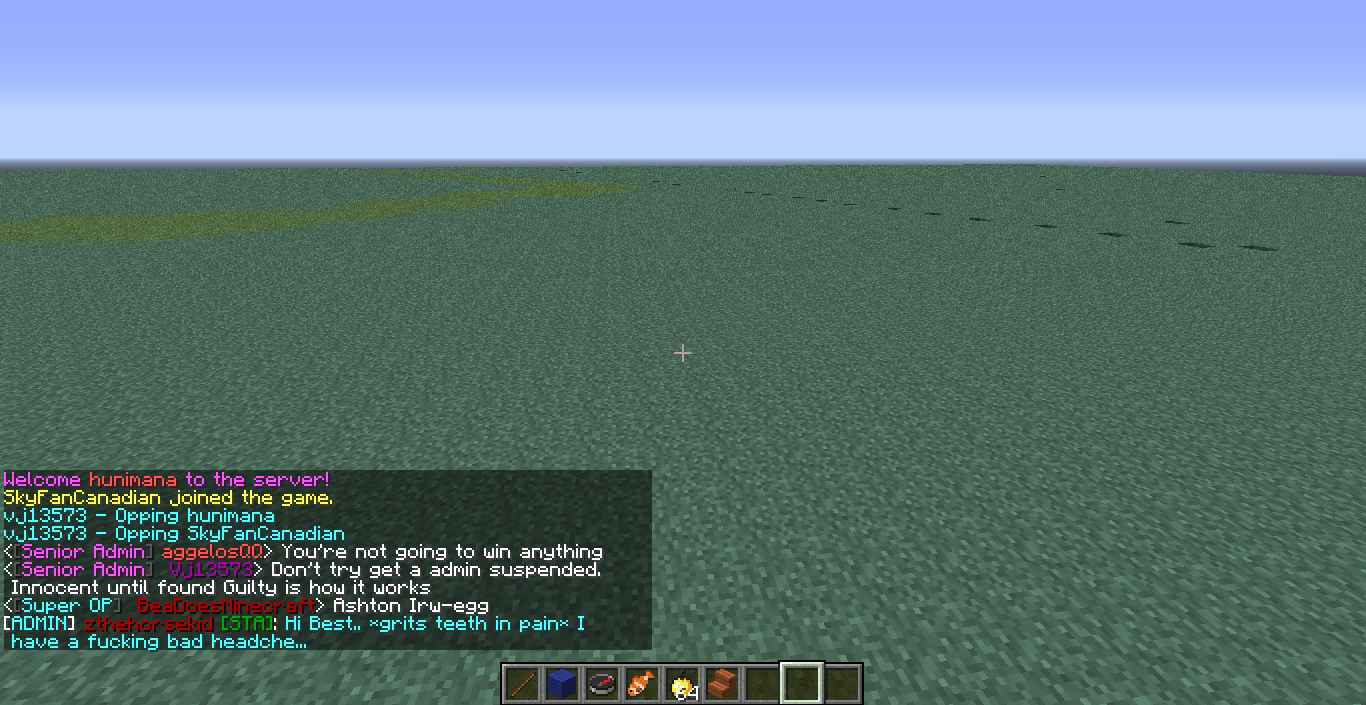 Welcome hunimana to the server!
SkyFanCanadian joined the game.
vj13573 - Opping hunimana
vj13573 - Opping SkyFanCanadian
<[Senior Admin] aggelosQQ> You're not going to win anything
<[Senior Admin] Vj13573> Don't try get a admin suspended.
Innocent until found Guilty is how it works
<[Super OP] BeaDoesMinecraft> Ashton Irw-egg
[ADMIN] zthehorsekid [STA]: Hi Best.. *grits teeth in pain* I
have a fucking bad headche...
64